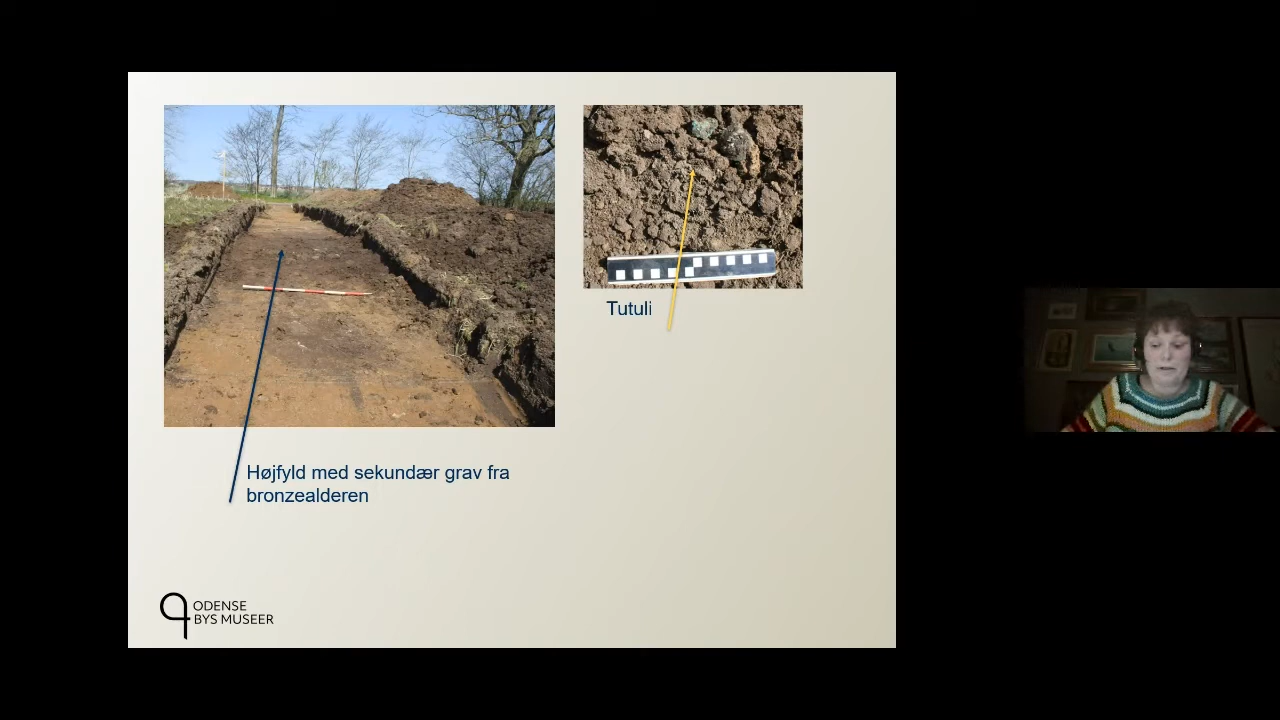 Tutuli
Højfyld med sekundær grav fra
bronzealderen
ODENSE
BYS MUSEER